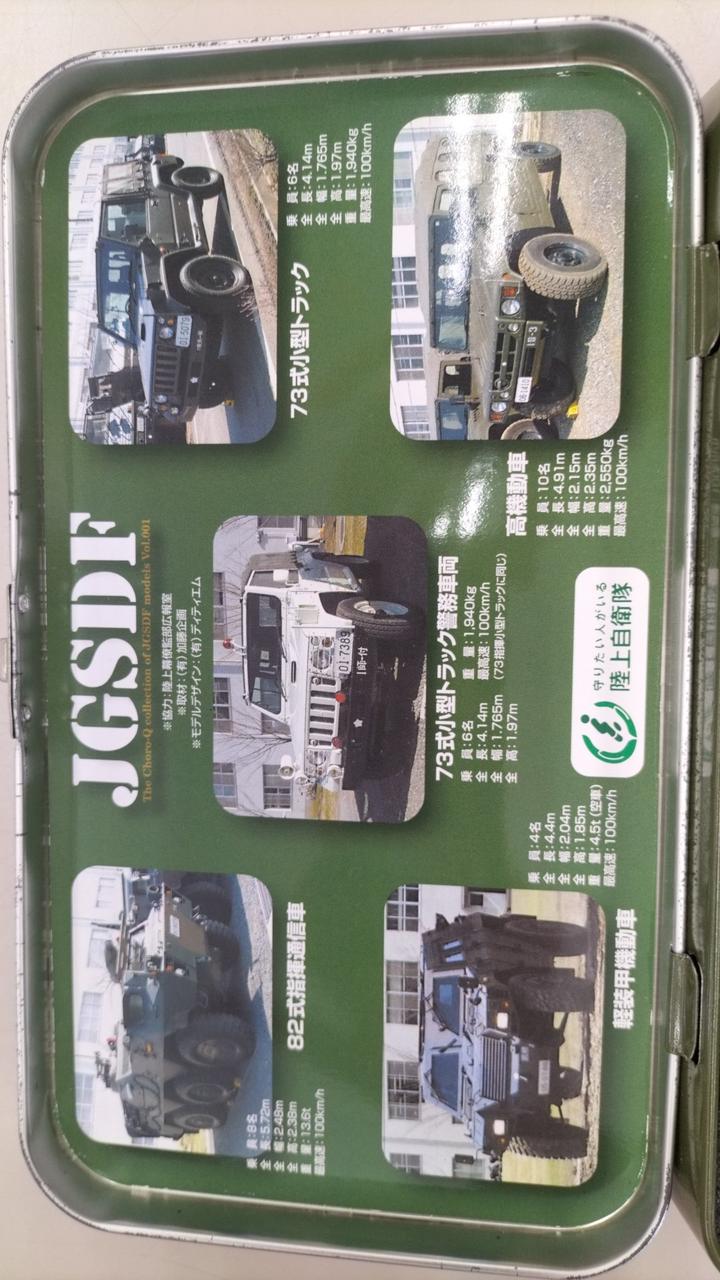 JGSDF
The Choro-Q collection of JGSDF models Vol.001
※協力:陸上幕僚監部広報室
※取材:(有)加藤企画
※モデルデザイン:(有)ディティエム
82式指揮通信車
乗 員:8名
全 長:5.72m
全 幅:2.48m
全 高:2.38m
重 量:13.6t
最高速:100km/h
01-7389
1師-付
73式小型トラック警務車両
乗 員:6名
全 長:4.14m
全 幅:1.765m
全 高:1.97m
重 量:1,940kg
最高速:100km/h
(73指揮小型トラックに同じ)
01-5079
73式小型トラック
乗 員:6名
全 長:4.14m
全 幅:1.765m
全 高:1.97m
重 量:1,940kg
最高速:100km/h
軽装甲機動車
乗 員:4名
全 長:4.4m
全 幅:2.04m
全 高:1.85m
重 量:4.5t(空車)
最高速:100km/h
守りたい人がいる
陸上自衛隊
高機動車
乗 員:10名
全 長:4.91m
全 幅:2.15m
全 高:2.35m
重 量:2,550kg
最高速:100km/h